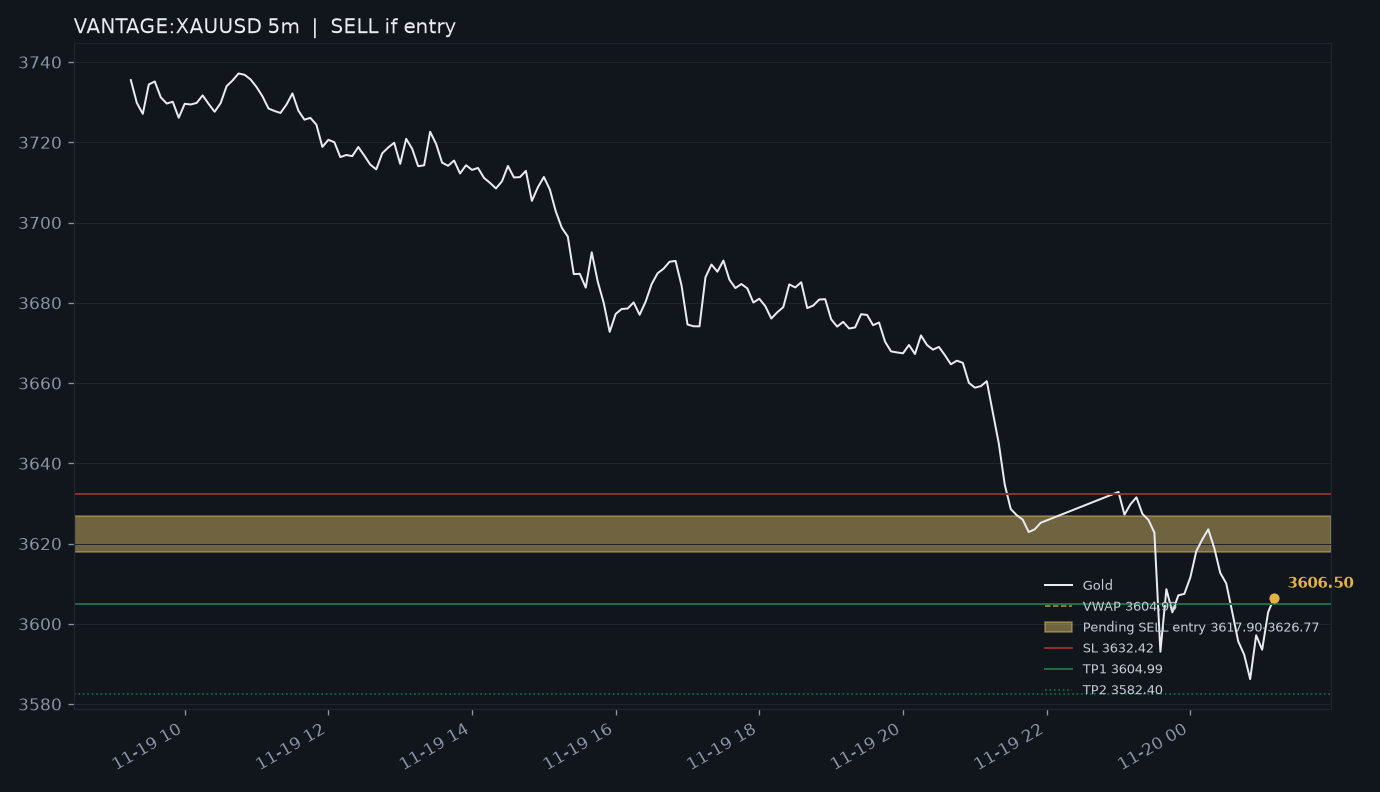 VANTAGE:XAUUSD 5m | SELL if entry
3740
3720
3700
3680
3660
3640
3620
3600
3580
3606.50
Gold
VWAP 3604.99
Pending SELL entry 3617.90-3626.77
SL 3632.42
TP1 3604.99
TP2 3582.40
11-19 10
11-19 12
11-19 14
11-19 16
11-19 18
11-19 20
11-19 22
11-20 00